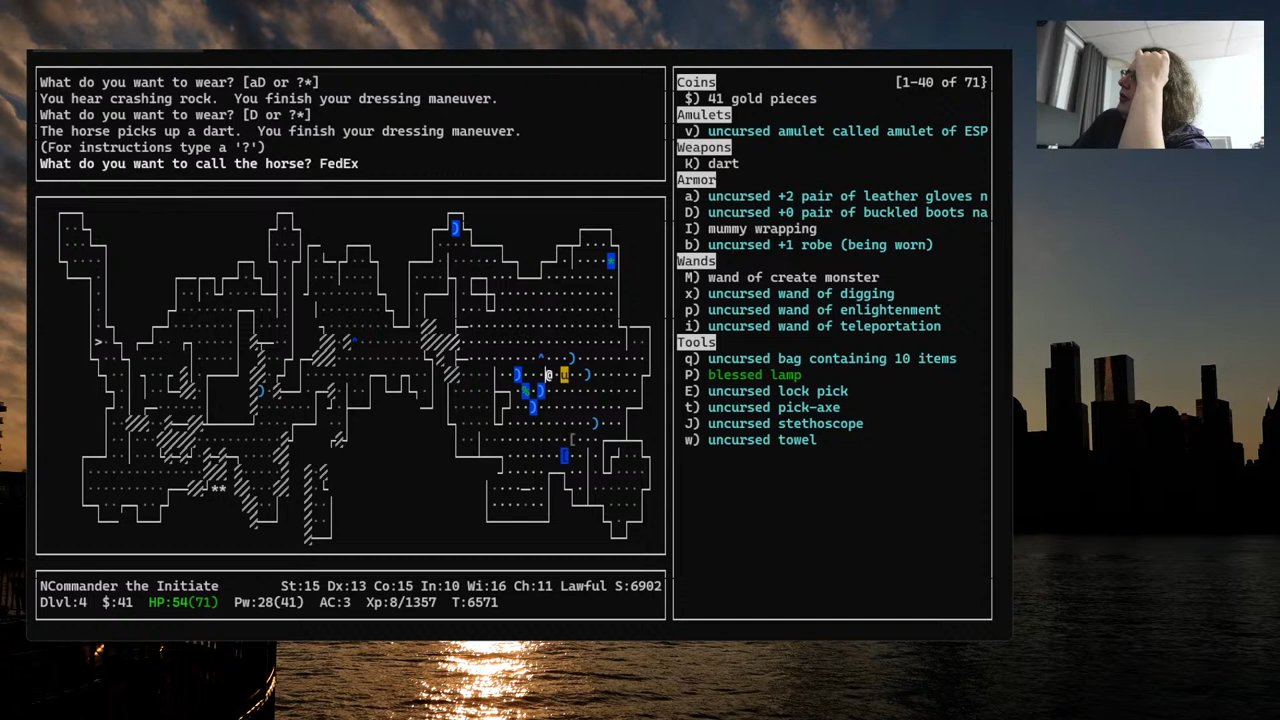 What do you want to wear? [aD or ?*]
You hear crashing rock.  You finish your dressing maneuver.
What do you want to wear? [D or ?*]
The horse picks up a dart.  You finish your dressing maneuver.
(For instructions type a '?')
What do you want to call the horse? FedEx
Coins [1-40 of 71}
$) 41 gold pieces
Amulets
v) uncursed amulet called amulet of ESP
Weapons
K) dart
Armor
a) uncursed +2 pair of leather gloves n
D) uncursed +0 pair of buckled boots na
I) mummy wrapping
b) uncursed +1 robe (being worn)
Wands
M) wand of create monster
x) uncursed wand of digging
p) uncursed wand of enlightenment
i) uncursed wand of teleportation
Tools
q) uncursed bag containing 10 items
P) blessed lamp
E) uncursed lock pick
t) uncursed pick-axe
J) uncursed stethoscope
w) uncursed towel
NCommander the Initiate St:15 Dx:13 Co:15 In:10 Wi:16 Ch:11 Lawful S:6902
Dlvl:4 $:41 HP:54(71) Pw:28(41) AC:3 Xp:8/1357 T:6571